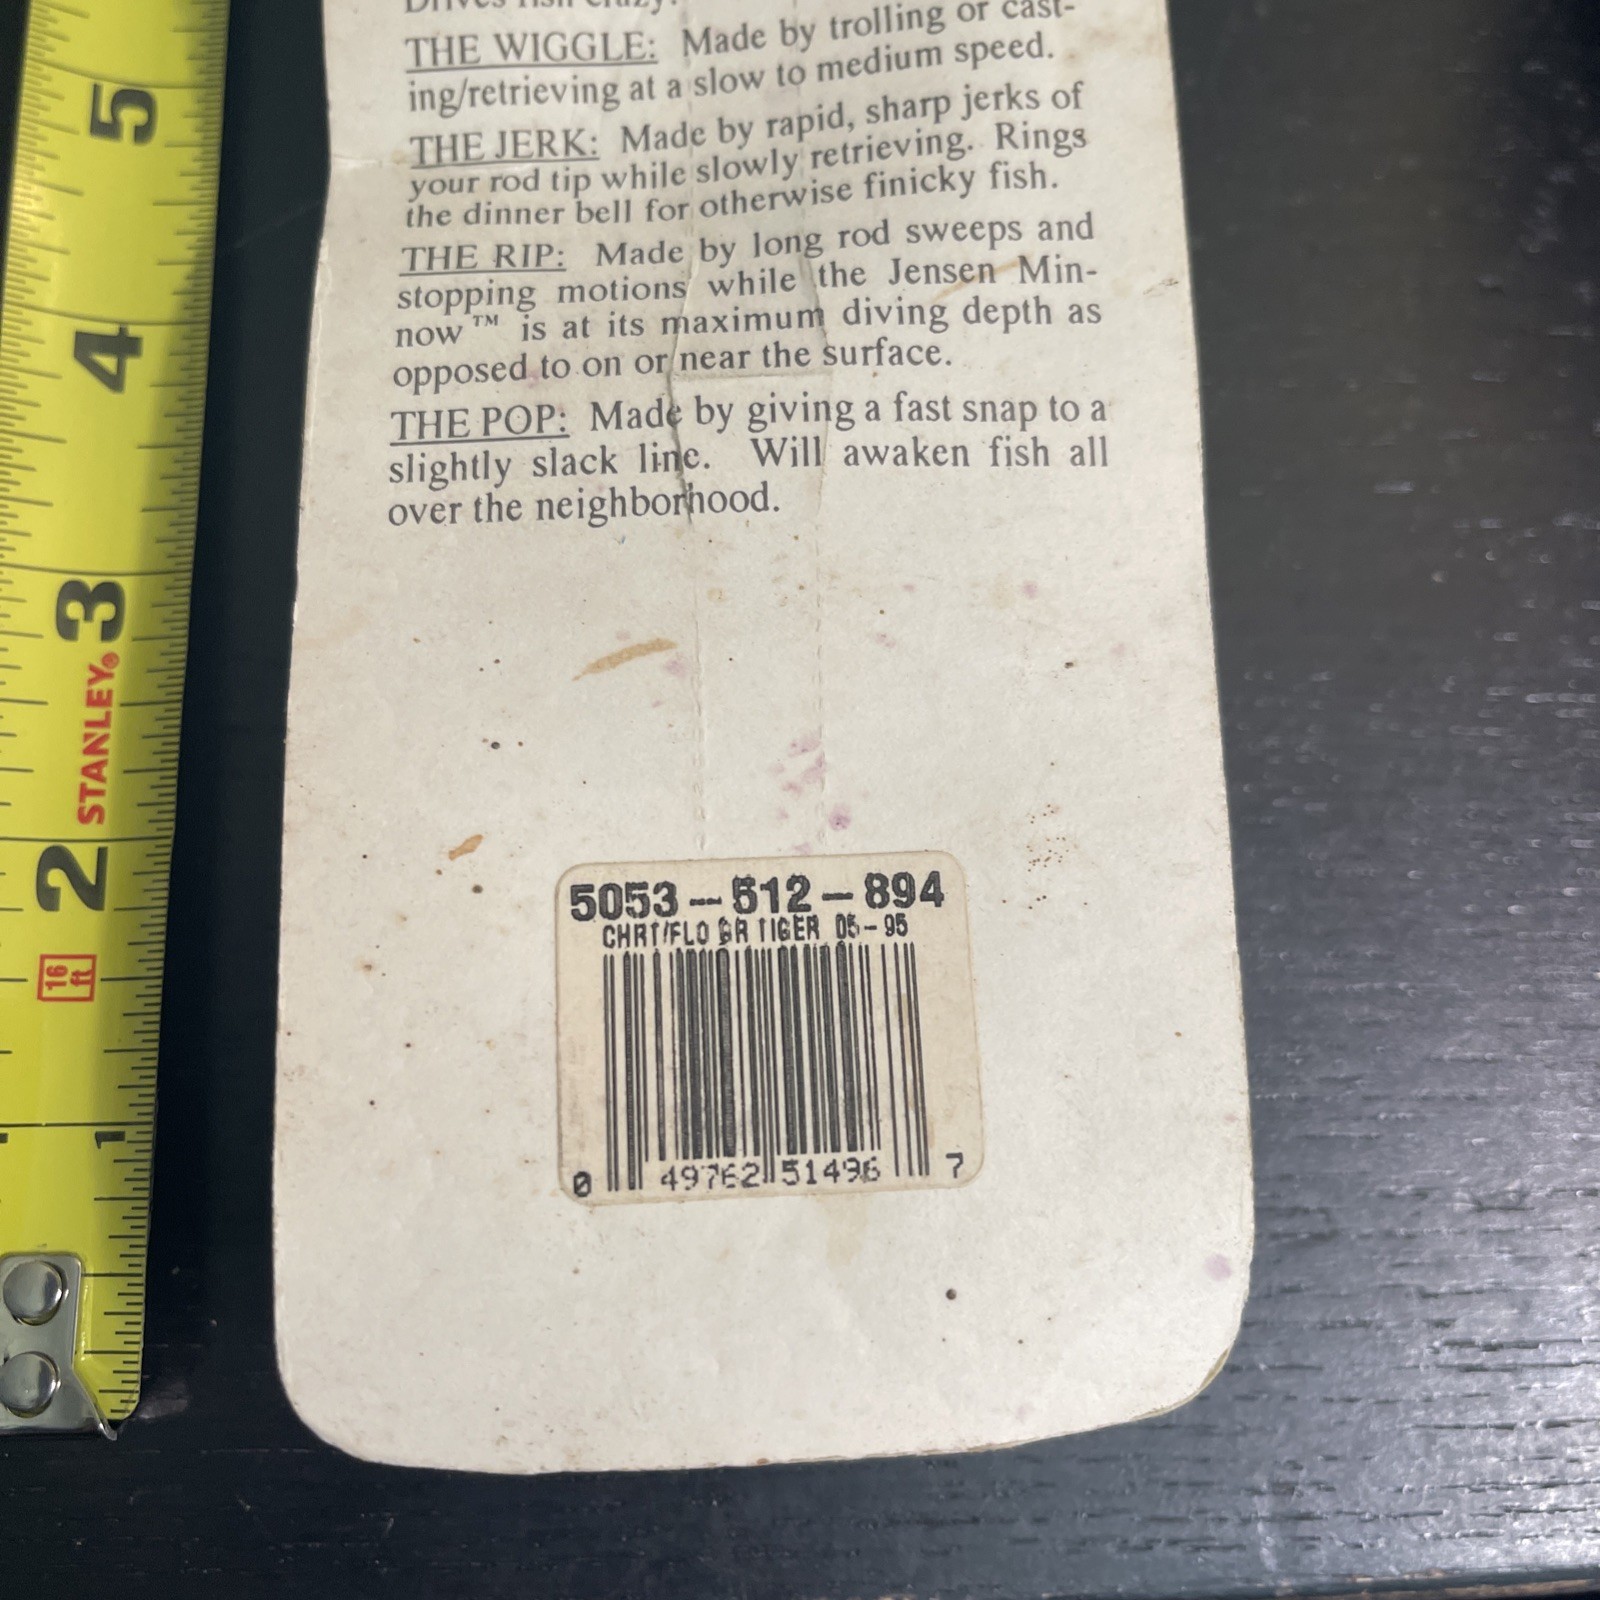 Drives fish crazy!
THE WIGGLE: Made by trolling or cast-
ing/retrieving at a slow to medium speed.
THE JERK: Made by rapid, sharp jerks of
your rod tip while slowly retrieving. Rings
the dinner bell for otherwise finicky fish.
THE RIP: Made by long rod sweeps and
stopping motions while the Jensen Min-
now™ is at its maximum diving depth as
opposed to on or near the surface.
THE POP: Made by giving a fast snap to a
slightly slack line. Will awaken fish all
over the neighborhood.
5053-512-894
CHRT/FLO GR TIGER 05-95
0 49762 51496 7
5
4
3
STANLEY®
2
16 ft
1